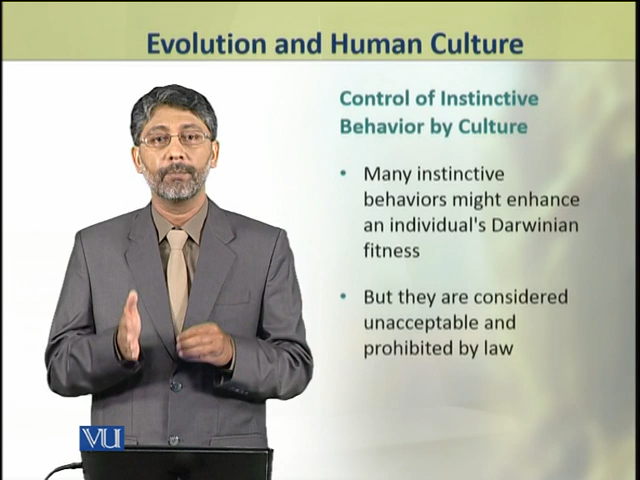 Evolution and Human Culture
Control of Instinctive
Behavior by Culture
• Many instinctive
behaviors might enhance
an individual's Darwinian
fitness
• But they are considered
unacceptable and
prohibited by law
VU